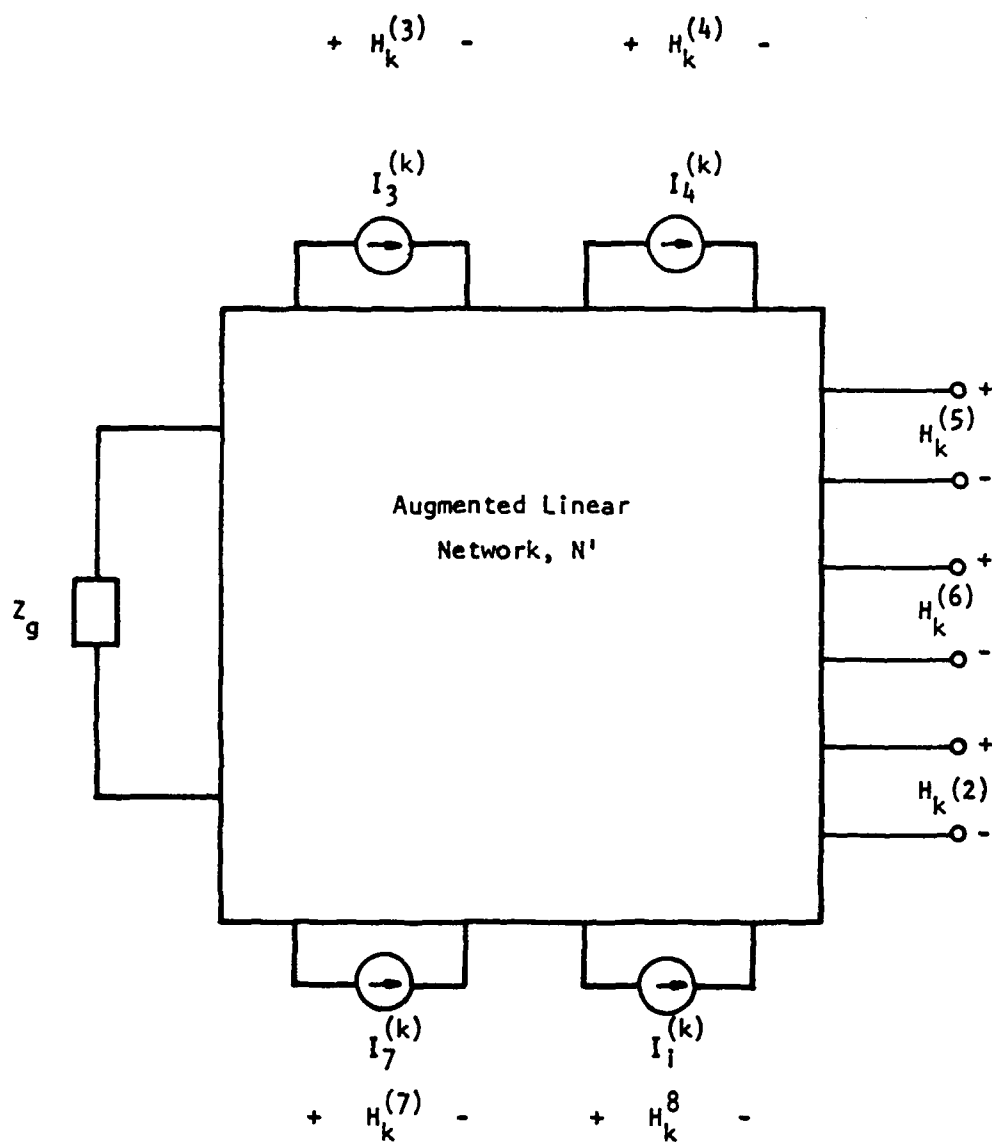 + H_k^(3) - + H_k^(4) -
I_3^(k) I_4^(k)
+
H_k^(5)
-
Augmented Linear
Network, N'
+
Z_g H_k^(6)
-
+
H_k(2)
-
I_7^(k) I_i^(k)
+ H_k^(7) - + H_k^8 -